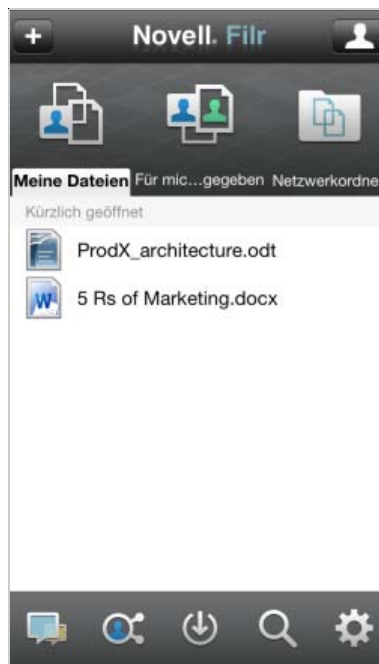 Novell. Filr
Meine Dateien Für mic...gegeben Netzwerkordne
Kürzlich geöffnet
ProdX_architecture.odt
W 5 Rs of Marketing.docx